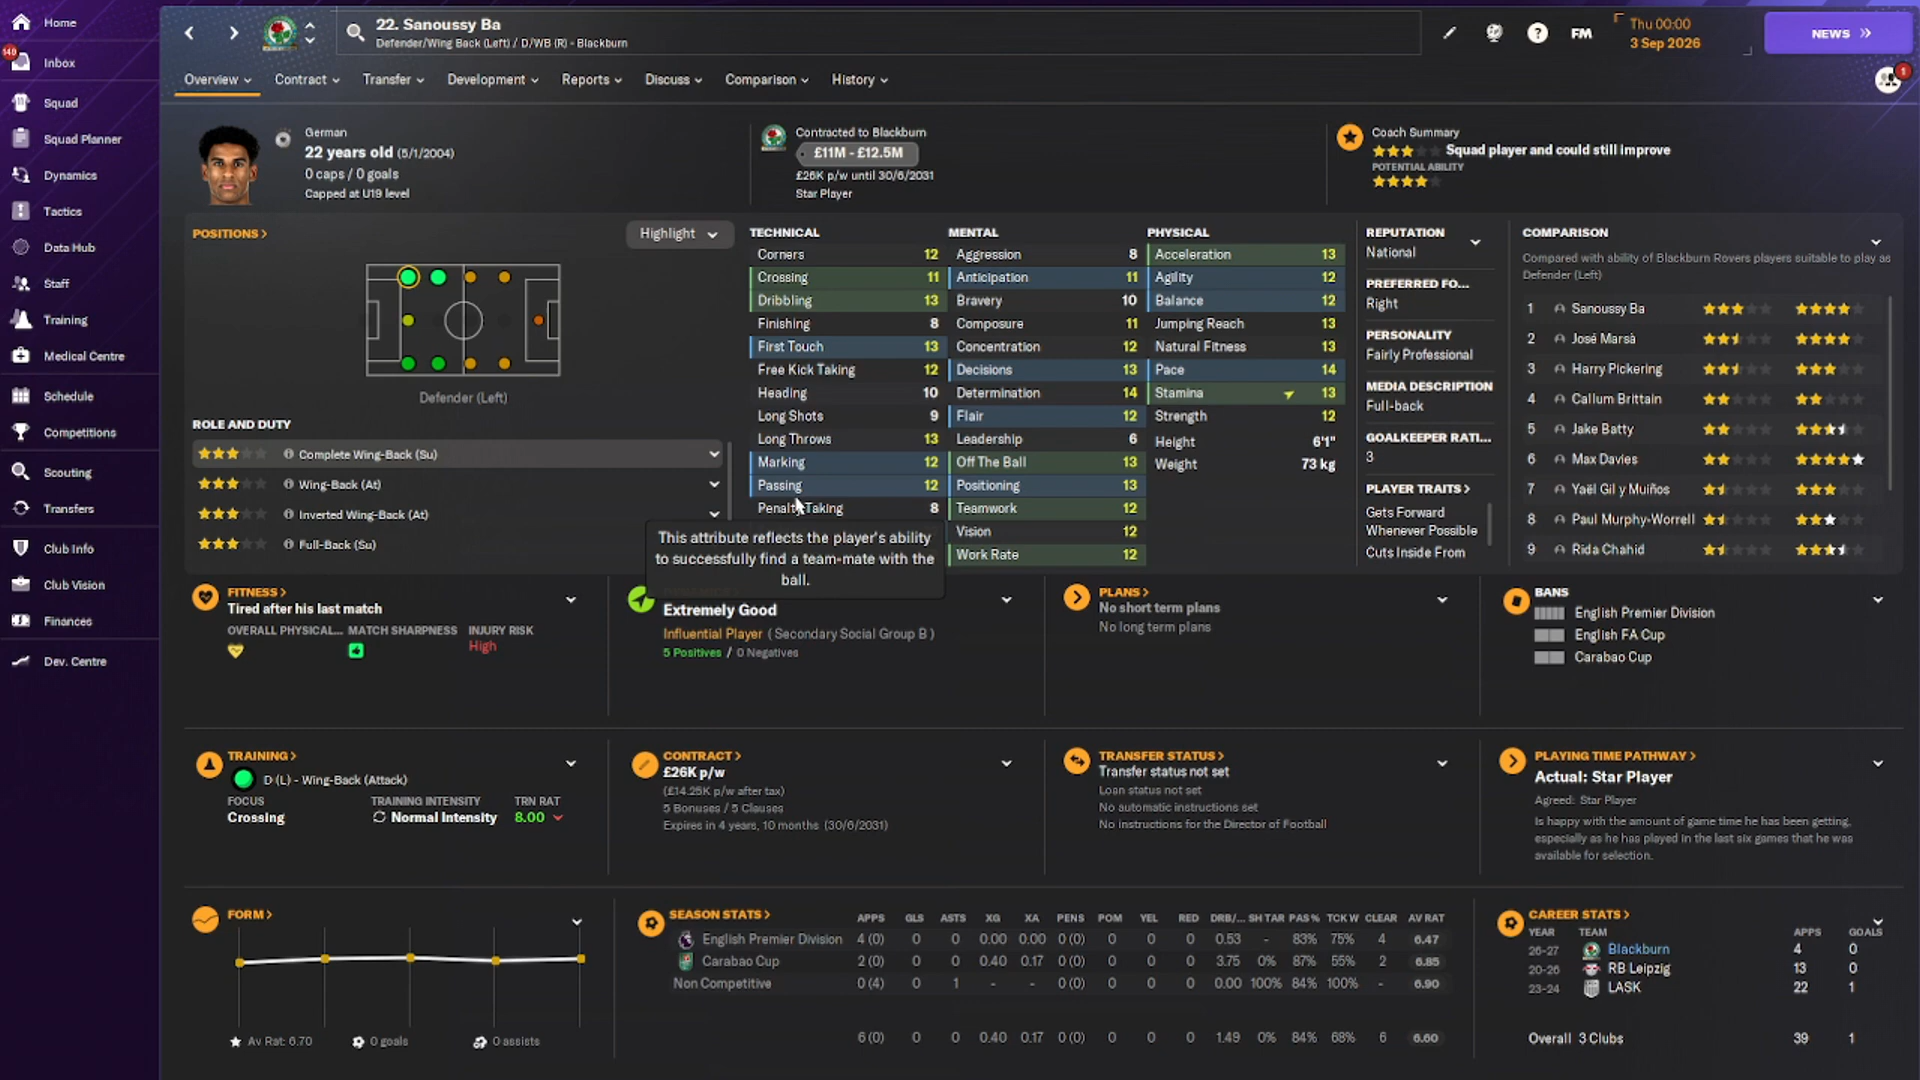 Home
149
Inbox
Squad
Squad Planner
Dynamics
Tactics
Data Hub
Staff
Training
Medical Centre
Schedule
Competitions
Scouting
Transfers
Club Info
Club Vision
Finances
Dev. Centre
22. Sanoussy Ba
Defender/Wing Back (Left) / D/WB (R) - Blackburn
?
FM
Thu 00:00
3 Sep 2026
NEWS
1
Overview
Contract
Transfer
Development
Reports
Discuss
Comparison
History
German
22 years old (5/1/2004)
0 caps / 0 goals
Capped at U19 level
Contracted to Blackburn
£11M - £12.5M
£26K p/w until 30/6/2031
Star Player
Coach Summary
Squad player and could still improve
POTENTIAL ABILITY
POSITIONS >
Highlight
Defender (Left)
ROLE AND DUTY
Complete Wing-Back (Su)
Wing-Back (At)
Inverted Wing-Back (At)
Full-Back (Su)
TECHNICAL
Corners 12
Crossing 11
Dribbling 13
Finishing 8
First Touch 13
Free Kick Taking 12
Heading 10
Long Shots 9
Long Throws 13
Marking 12
Passing 12
Penalty Taking 8
This attribute reflects the player's ability
to successfully find a team-mate with the
ball.
MENTAL
Aggression 8
Anticipation 11
Bravery 10
Composure 11
Concentration 12
Decisions 13
Determination 14
Flair 12
Leadership 6
Off The Ball 13
Positioning 13
Teamwork 12
Vision 12
Work Rate 12
PHYSICAL
Acceleration 13
Agility 12
Balance 12
Jumping Reach 13
Natural Fitness 13
Pace 14
Stamina 13
Strength 12
Height 6'1"
Weight 73 kg
REPUTATION
National
PREFERRED FO...
Right
PERSONALITY
Fairly Professional
MEDIA DESCRIPTION
Full-back
GOALKEEPER RATI...
3
PLAYER TRAITS >
Gets Forward
Whenever Possible
Cuts Inside From
COMPARISON
Compared with ability of Blackburn Rovers players suitable to play as
Defender (Left)
1 Sanoussy Ba
2 José Marsà
3 Harry Pickering
4 Callum Brittain
5 Jake Batty
6 Max Davies
7 Yaël Gil y Muiños
8 Paul Murphy-Worrell
9 Rida Chahid
FITNESS >
Tired after his last match
OVERALL PHYSICAL... MATCH SHARPNESS INJURY RISK
High
Extremely Good
Influential Player ( Secondary Social Group B )
5 Positives / 0 Negatives
PLANS >
No short term plans
No long term plans
BANS
English Premier Division
English FA Cup
Carabao Cup
TRAINING >
D (L) - Wing-Back (Attack)
FOCUS TRAINING INTENSITY TRN RAT
Crossing Normal Intensity 8.00
CONTRACT >
£26K p/w
(£14.25K p/w after tax)
5 Bonuses / 5 Clauses
Expires in 4 years, 10 months (30/6/2031)
TRANSFER STATUS >
Transfer status not set
Loan status not set
No automatic instructions set
No instructions for the Director of Football
PLAYING TIME PATHWAY >
Actual: Star Player
Agreed: Star Player
Is happy with the amount of game time he has been getting,
especially as he has played in the last six games that he was
available for selection.
FORM >
Av Rat: 6.70 0 goals 0 assists
SEASON STATS > APPS GLS ASTS XG XA PENS POM YEL RED DRB/... SH TAR PAS % TCK W CLEAR AV RAT
English Premier Division 4 (0) 0 0 0.00 0.00 0 (0) 0 0 0 0.53 - 83% 75% 4 6.47
Carabao Cup 2 (0) 0 0 0.40 0.17 0 (0) 0 0 0 3.75 0% 87% 55% 2 6.85
Non Competitive 0 (4) 0 1 - - 0 (0) 0 0 0 0.00 100% 84% 100% - 6.90
6 (0) 0 0 0.40 0.17 0 (0) 0 0 0 1.49 0% 84% 68% 6 6.60
CAREER STATS >
YEAR TEAM APPS GOALS
26-27 Blackburn 4 0
20-26 RB Leipzig 13 0
23-24 LASK 22 1
Overall 3 Clubs 39 1